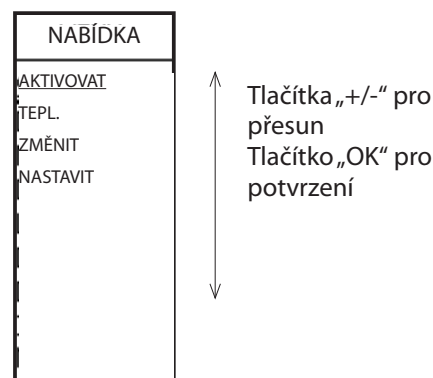 NABÍDKA
AKTIVOVAT
TEPL.
ZMĚNIT
NASTAVIT
Tlačítka „+/-“ pro
přesun
Tlačítko „OK“ pro
potvrzení